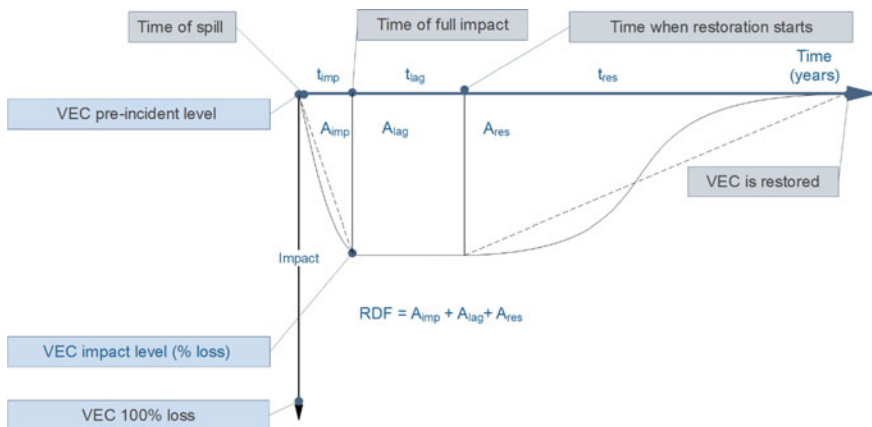 Time of spill
Time of full impact
Time when restoration starts
t_imp
t_lag
t_res
Time
(years)
VEC pre-incident level
A_imp
A_lag
A_res
VEC is restored
Impact
RDF = A_imp + A_lag+ A_res
VEC impact level (% loss)
VEC 100% loss